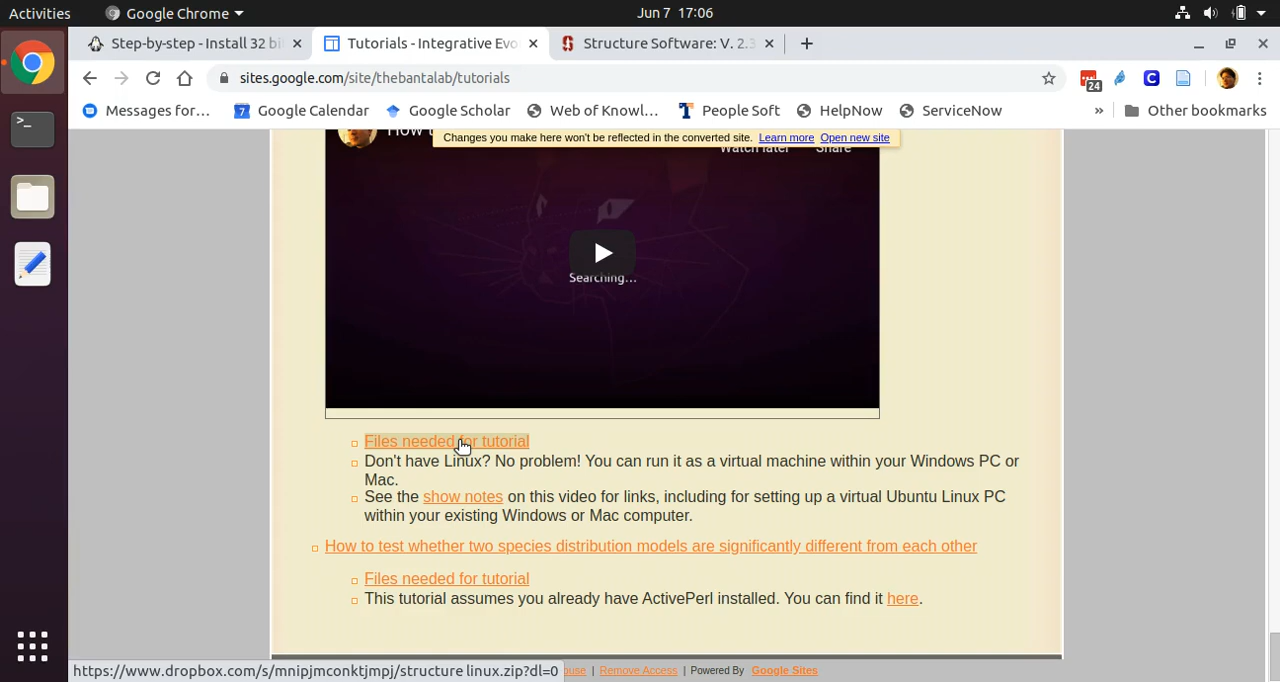 Activities Google Chrome Jun 7 17:06
Step-by-step - Install 32 bi
Tutorials - Integrative Evo
Structure Software: V. 2.3
sites.google.com/site/thebantalab/tutorials
24
Messages for… Google Calendar Google Scholar Web of Knowl… People Soft HelpNow ServiceNow » Other bookmarks
Changes you make here won't be reflected in the converted site. Learn more Open new site
Watch later Share
Searching…
Files needed for tutorial
Don't have Linux? No problem! You can run it as a virtual machine within your Windows PC or
Mac.
See the show notes on this video for links, including for setting up a virtual Ubuntu Linux PC
within your existing Windows or Mac computer.
How to test whether two species distribution models are significantly different from each other
Files needed for tutorial
This tutorial assumes you already have ActivePerl installed. You can find it here.
https://www.dropbox.com/s/mnipjmconktjmpj/structure linux.zip?dl=0
| Remove Access | Powered By Google Sites